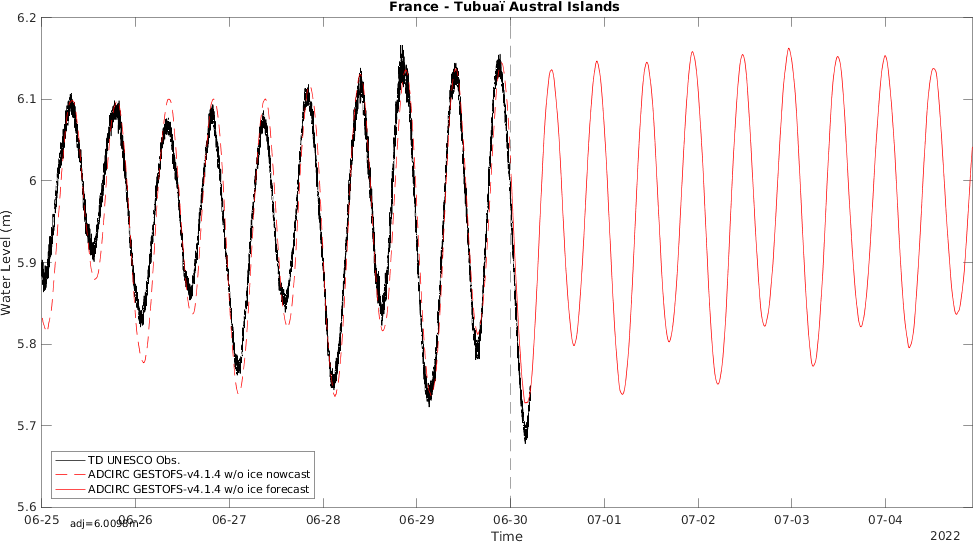 France - Tubuaï Austral Islands
Water Level (m)
6.2
6.1
6
5.9
5.8
5.7
5.6
TD UNESCO Obs.
ADCIRC GESTOFS-v4.1.4 w/o ice nowcast
ADCIRC GESTOFS-v4.1.4 w/o ice forecast
06-25 06-26 06-27 06-28 06-29 06-30 07-01 07-02 07-03 07-04
adj=6.0098m
Time
2022